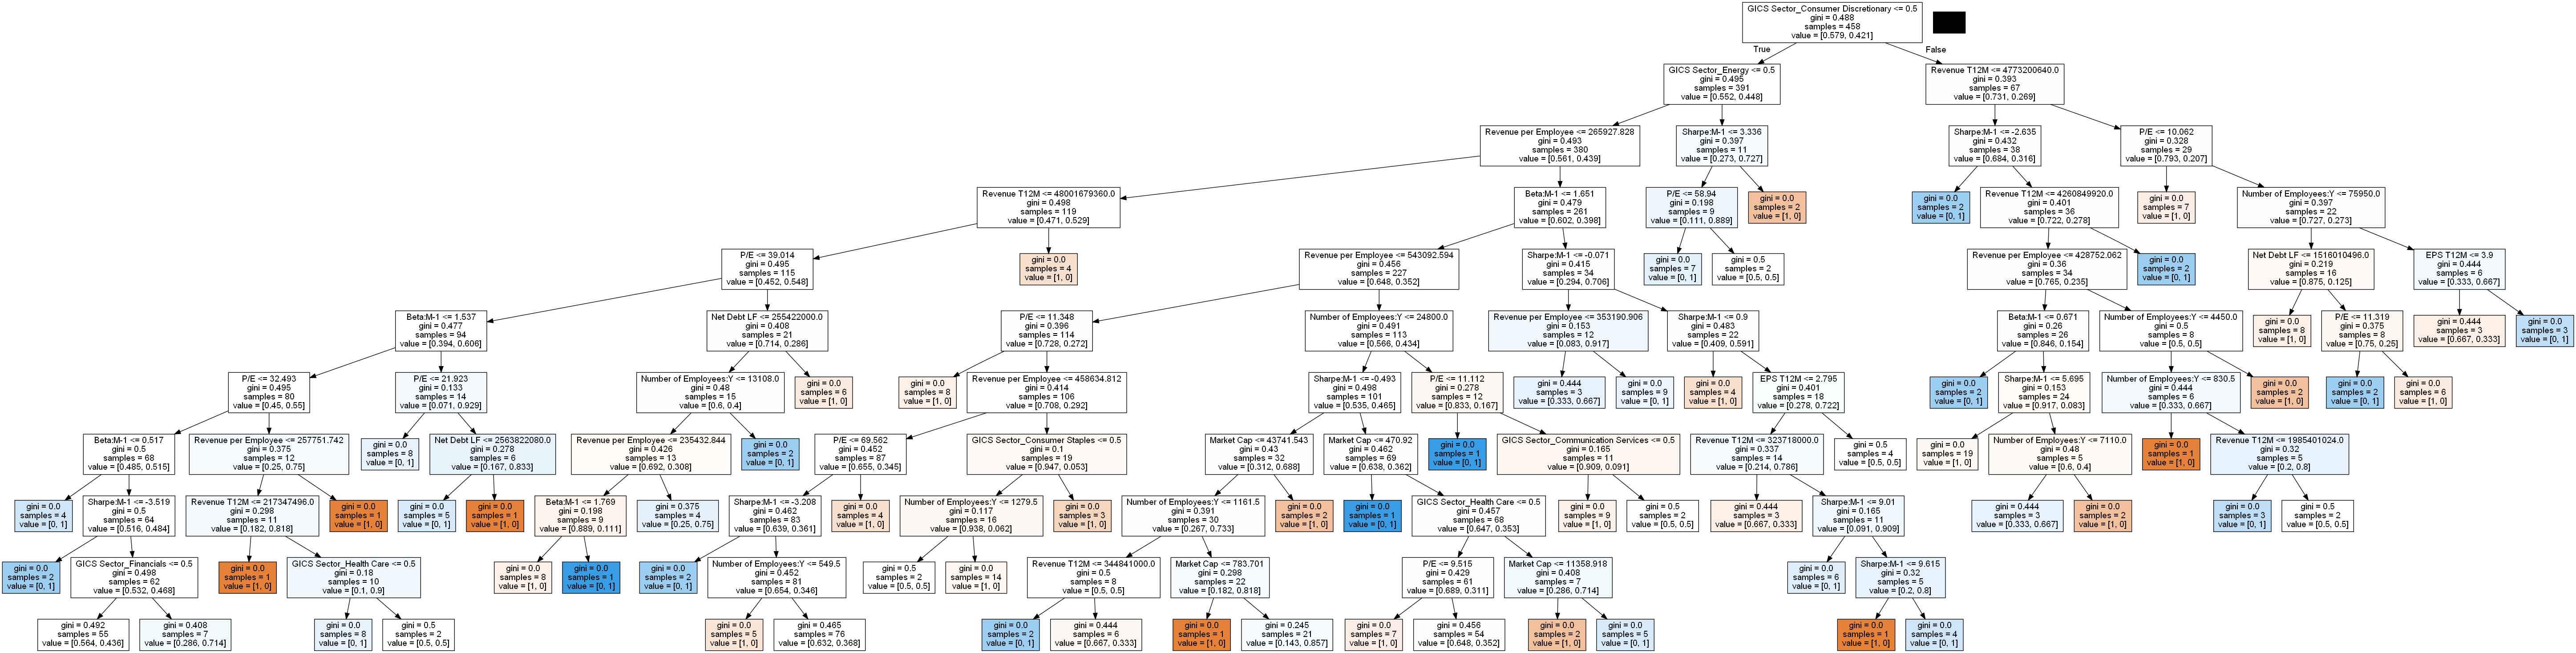 GICS Sector_Consumer Discretionary <= 0.5
gini = 0.488
samples = 458
value = [0.579, 0.421]
True
False
GICS Sector_Energy <= 0.5
gini = 0.495
samples = 391
value = [0.552, 0.448]
Revenue T12M <= 4773200640.0
gini = 0.393
samples = 67
value = [0.731, 0.269]
Revenue per Employee <= 265927.828
gini = 0.493
samples = 380
value = [0.561, 0.439]
Sharpe:M-1 <= 3.336
gini = 0.397
samples = 11
value = [0.273, 0.727]
Sharpe:M-1 <= -2.635
gini = 0.432
samples = 38
value = [0.684, 0.316]
P/E <= 10.062
gini = 0.328
samples = 29
value = [0.793, 0.207]
Revenue T12M <= 48001679360.0
gini = 0.498
samples = 119
value = [0.471, 0.529]
Beta:M-1 <= 1.651
gini = 0.479
samples = 261
value = [0.602, 0.398]
P/E <= 58.94
gini = 0.198
samples = 9
value = [0.111, 0.889]
gini = 0.0
samples = 2
value = [1, 0]
gini = 0.0
samples = 2
value = [0, 1]
Revenue T12M <= 4260849920.0
gini = 0.401
samples = 36
value = [0.722, 0.278]
gini = 0.0
samples = 7
value = [1, 0]
Number of Employees:Y <= 75950.0
gini = 0.397
samples = 22
value = [0.727, 0.273]
P/E <= 39.014
gini = 0.495
samples = 115
value = [0.452, 0.548]
gini = 0.0
samples = 4
value = [1, 0]
Revenue per Employee <= 543092.594
gini = 0.456
samples = 227
value = [0.648, 0.352]
Sharpe:M-1 <= -0.071
gini = 0.415
samples = 34
value = [0.294, 0.706]
gini = 0.0
samples = 7
value = [0, 1]
gini = 0.5
samples = 2
value = [0.5, 0.5]
Revenue per Employee <= 428752.062
gini = 0.36
samples = 34
value = [0.765, 0.235]
gini = 0.0
samples = 2
value = [0, 1]
Net Debt LF <= 1516010496.0
gini = 0.219
samples = 16
value = [0.875, 0.125]
EPS T12M <= 3.9
gini = 0.444
samples = 6
value = [0.333, 0.667]
Beta:M-1 <= 1.537
gini = 0.477
samples = 94
value = [0.394, 0.606]
Net Debt LF <= 255422000.0
gini = 0.408
samples = 21
value = [0.714, 0.286]
P/E <= 11.348
gini = 0.396
samples = 114
value = [0.728, 0.272]
Number of Employees:Y <= 24800.0
gini = 0.491
samples = 113
value = [0.566, 0.434]
Revenue per Employee <= 353190.906
gini = 0.153
samples = 12
value = [0.083, 0.917]
Sharpe:M-1 <= 0.9
gini = 0.483
samples = 22
value = [0.409, 0.591]
Beta:M-1 <= 0.671
gini = 0.26
samples = 26
value = [0.846, 0.154]
Number of Employees:Y <= 4450.0
gini = 0.5
samples = 8
value = [0.5, 0.5]
gini = 0.0
samples = 8
value = [1, 0]
P/E <= 11.319
gini = 0.375
samples = 8
value = [0.75, 0.25]
gini = 0.444
samples = 3
value = [0.667, 0.333]
gini = 0.0
samples = 3
value = [0, 1]
P/E <= 32.493
gini = 0.495
samples = 80
value = [0.45, 0.55]
P/E <= 21.923
gini = 0.133
samples = 14
value = [0.071, 0.929]
Number of Employees:Y <= 13108.0
gini = 0.48
samples = 15
value = [0.6, 0.4]
gini = 0.0
samples = 6
value = [1, 0]
gini = 0.0
samples = 8
value = [1, 0]
Revenue per Employee <= 458634.812
gini = 0.414
samples = 106
value = [0.708, 0.292]
Sharpe:M-1 <= -0.493
gini = 0.498
samples = 101
value = [0.535, 0.465]
P/E <= 11.112
gini = 0.278
samples = 12
value = [0.833, 0.167]
gini = 0.444
samples = 3
value = [0.333, 0.667]
gini = 0.0
samples = 9
value = [0, 1]
gini = 0.0
samples = 4
value = [1, 0]
EPS T12M <= 2.795
gini = 0.401
samples = 18
value = [0.278, 0.722]
gini = 0.0
samples = 2
value = [0, 1]
Sharpe:M-1 <= 5.695
gini = 0.153
samples = 24
value = [0.917, 0.083]
Number of Employees:Y <= 830.5
gini = 0.444
samples = 6
value = [0.333, 0.667]
gini = 0.0
samples = 2
value = [1, 0]
gini = 0.0
samples = 2
value = [0, 1]
gini = 0.0
samples = 6
value = [1, 0]
Beta:M-1 <= 0.517
gini = 0.5
samples = 68
value = [0.485, 0.515]
Revenue per Employee <= 257751.742
gini = 0.375
samples = 12
value = [0.25, 0.75]
gini = 0.0
samples = 8
value = [0, 1]
Net Debt LF <= 2563822080.0
gini = 0.278
samples = 6
value = [0.167, 0.833]
Revenue per Employee <= 235432.844
gini = 0.426
samples = 13
value = [0.692, 0.308]
gini = 0.0
samples = 2
value = [0, 1]
P/E <= 69.562
gini = 0.452
samples = 87
value = [0.655, 0.345]
GICS Sector_Consumer Staples <= 0.5
gini = 0.1
samples = 19
value = [0.947, 0.053]
Market Cap <= 43741.543
gini = 0.43
samples = 32
value = [0.312, 0.688]
Market Cap <= 470.92
gini = 0.462
samples = 69
value = [0.638, 0.362]
gini = 0.0
samples = 1
value = [0, 1]
GICS Sector_Communication Services <= 0.5
gini = 0.165
samples = 11
value = [0.909, 0.091]
Revenue T12M <= 323718000.0
gini = 0.337
samples = 14
value = [0.214, 0.786]
gini = 0.5
samples = 4
value = [0.5, 0.5]
gini = 0.0
samples = 19
value = [1, 0]
Number of Employees:Y <= 7110.0
gini = 0.48
samples = 5
value = [0.6, 0.4]
gini = 0.0
samples = 1
value = [1, 0]
Revenue T12M <= 1985401024.0
gini = 0.32
samples = 5
value = [0.2, 0.8]
gini = 0.0
samples = 4
value = [0, 1]
Sharpe:M-1 <= -3.519
gini = 0.5
samples = 64
value = [0.516, 0.484]
Revenue T12M <= 217347496.0
gini = 0.298
samples = 11
value = [0.182, 0.818]
gini = 0.0
samples = 1
value = [1, 0]
gini = 0.0
samples = 5
value = [0, 1]
gini = 0.0
samples = 1
value = [1, 0]
Beta:M-1 <= 1.769
gini = 0.198
samples = 9
value = [0.889, 0.111]
gini = 0.375
samples = 4
value = [0.25, 0.75]
Sharpe:M-1 <= -3.208
gini = 0.462
samples = 83
value = [0.639, 0.361]
gini = 0.0
samples = 4
value = [1, 0]
Number of Employees:Y <= 1279.5
gini = 0.117
samples = 16
value = [0.938, 0.062]
gini = 0.0
samples = 3
value = [1, 0]
Number of Employees:Y <= 1161.5
gini = 0.391
samples = 30
value = [0.267, 0.733]
gini = 0.0
samples = 2
value = [1, 0]
gini = 0.0
samples = 1
value = [0, 1]
GICS Sector_Health Care <= 0.5
gini = 0.457
samples = 68
value = [0.647, 0.353]
gini = 0.0
samples = 9
value = [1, 0]
gini = 0.5
samples = 2
value = [0.5, 0.5]
gini = 0.444
samples = 3
value = [0.667, 0.333]
Sharpe:M-1 <= 9.01
gini = 0.165
samples = 11
value = [0.091, 0.909]
gini = 0.444
samples = 3
value = [0.333, 0.667]
gini = 0.0
samples = 2
value = [1, 0]
gini = 0.0
samples = 3
value = [0, 1]
gini = 0.5
samples = 2
value = [0.5, 0.5]
gini = 0.0
samples = 2
value = [0, 1]
GICS Sector_Financials <= 0.5
gini = 0.498
samples = 62
value = [0.532, 0.468]
gini = 0.0
samples = 1
value = [1, 0]
GICS Sector_Health Care <= 0.5
gini = 0.18
samples = 10
value = [0.1, 0.9]
gini = 0.0
samples = 8
value = [1, 0]
gini = 0.0
samples = 1
value = [0, 1]
gini = 0.0
samples = 2
value = [0, 1]
Number of Employees:Y <= 549.5
gini = 0.452
samples = 81
value = [0.654, 0.346]
gini = 0.5
samples = 2
value = [0.5, 0.5]
gini = 0.0
samples = 14
value = [1, 0]
Revenue T12M <= 344841000.0
gini = 0.5
samples = 8
value = [0.5, 0.5]
Market Cap <= 783.701
gini = 0.298
samples = 22
value = [0.182, 0.818]
P/E <= 9.515
gini = 0.429
samples = 61
value = [0.689, 0.311]
Market Cap <= 11358.918
gini = 0.408
samples = 7
value = [0.286, 0.714]
gini = 0.0
samples = 6
value = [0, 1]
Sharpe:M-1 <= 9.615
gini = 0.32
samples = 5
value = [0.2, 0.8]
gini = 0.492
samples = 55
value = [0.564, 0.436]
gini = 0.408
samples = 7
value = [0.286, 0.714]
gini = 0.0
samples = 8
value = [0, 1]
gini = 0.5
samples = 2
value = [0.5, 0.5]
gini = 0.0
samples = 5
value = [1, 0]
gini = 0.465
samples = 76
value = [0.632, 0.368]
gini = 0.0
samples = 2
value = [0, 1]
gini = 0.444
samples = 6
value = [0.667, 0.333]
gini = 0.0
samples = 1
value = [1, 0]
gini = 0.245
samples = 21
value = [0.143, 0.857]
gini = 0.0
samples = 7
value = [1, 0]
gini = 0.456
samples = 54
value = [0.648, 0.352]
gini = 0.0
samples = 2
value = [1, 0]
gini = 0.0
samples = 5
value = [0, 1]
gini = 0.0
samples = 1
value = [1, 0]
gini = 0.0
samples = 4
value = [0, 1]